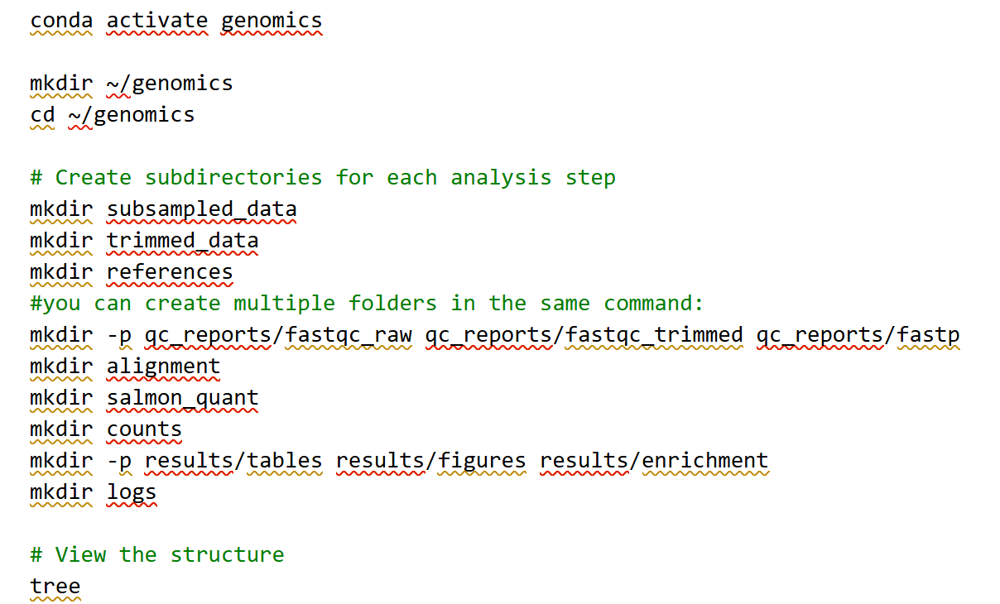 conda activate genomics
mkdir ~/genomics
cd ~/genomics
# Create subdirectories for each analysis step
mkdir subsampled_data
mkdir trimmed_data
mkdir references
#you can create multiple folders in the same command:
mkdir -p qc_reports/fastqc_raw qc_reports/fastqc_trimmed qc_reports/fastp
mkdir alignment
mkdir salmon_quant
mkdir counts
mkdir -p results/tables results/figures results/enrichment
mkdir logs
# View the structure
tree